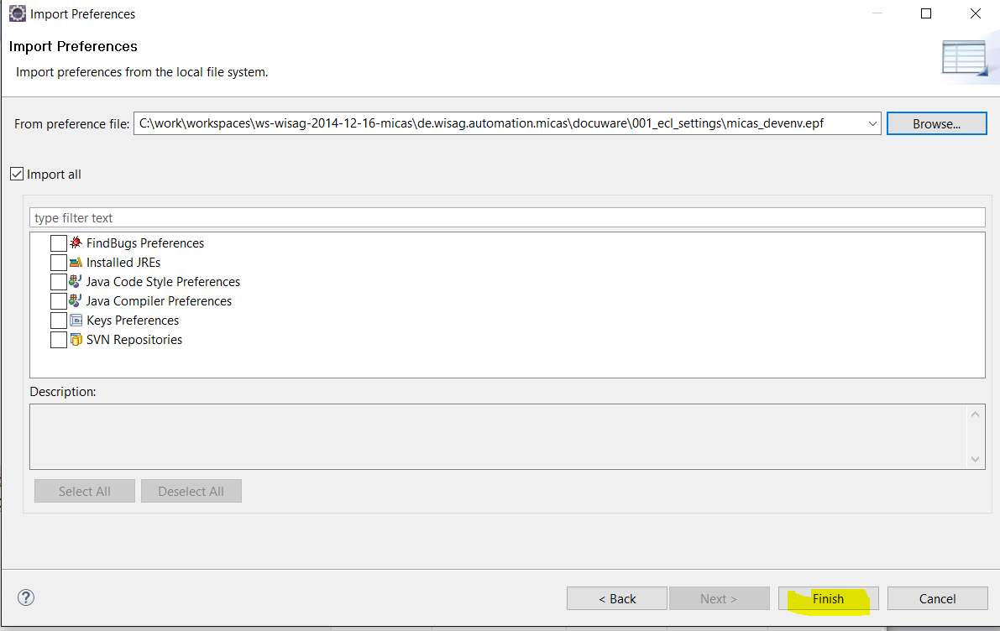 Import Preferences
Import Preferences
Import preferences from the local file system.
From preference file: C:\work\workspaces\ws-wisag-2014-12-16-micas\de.wisag.automation.micas\docuware\001_ecl_settings\micas_devenv.epf Browse...
Import all
type filter text
FindBugs Preferences
Installed JREs
Java Code Style Preferences
Java Compiler Preferences
Keys Preferences
SVN Repositories
Description:
Select All Deselect All
? < Back Next > Finish Cancel